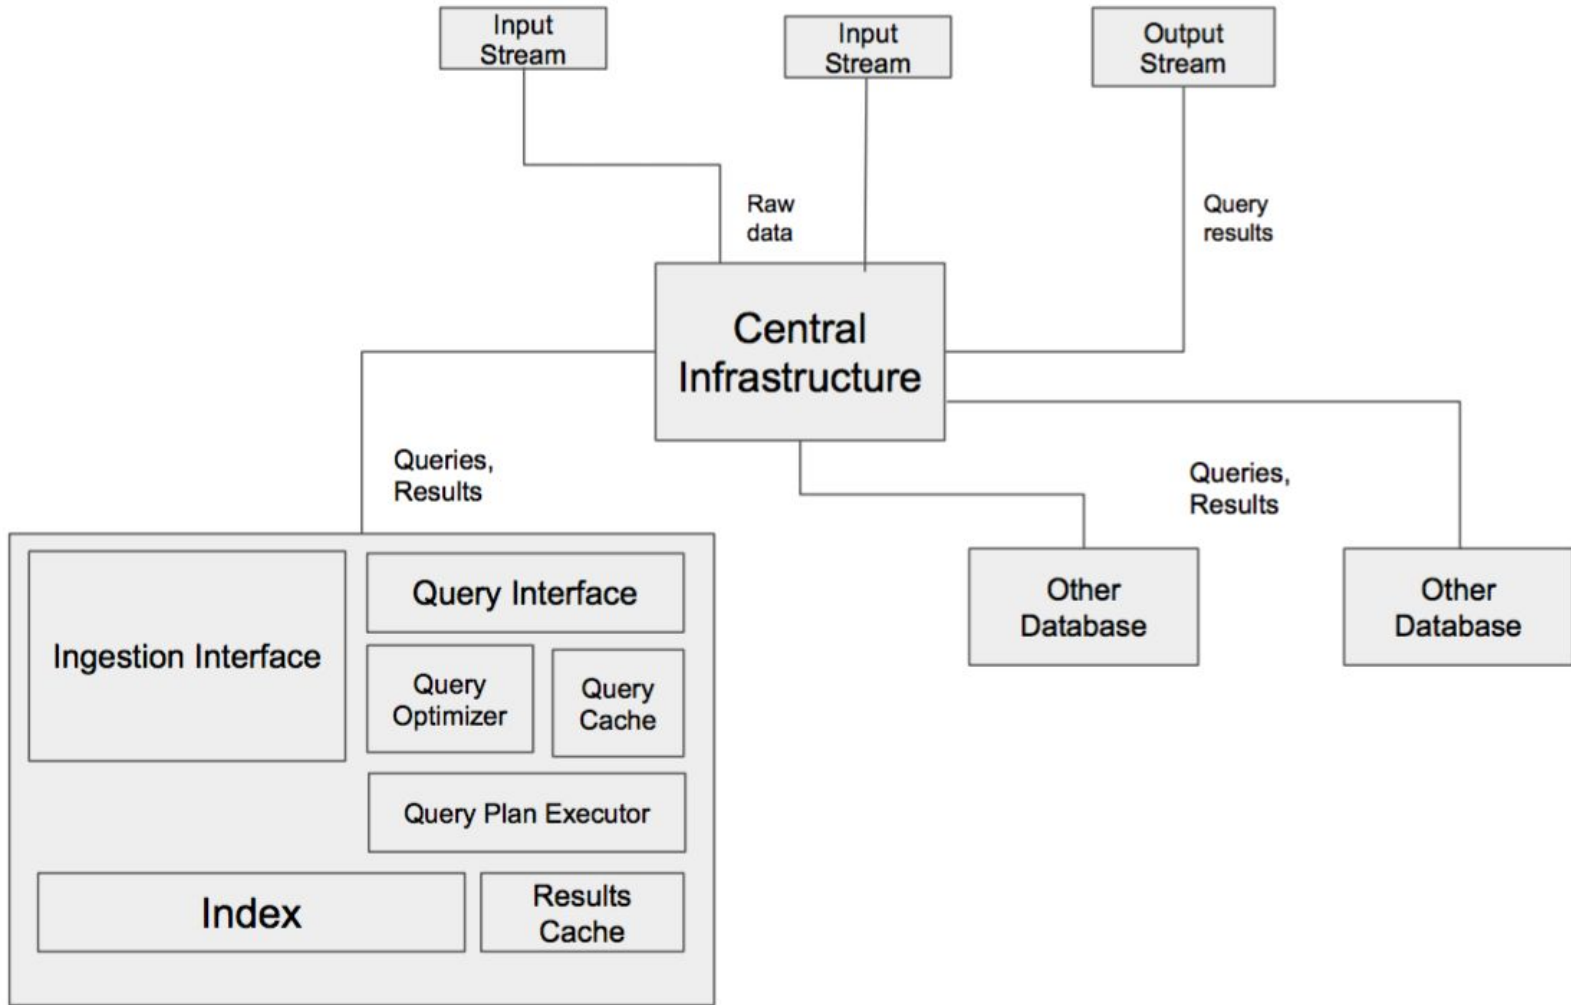 Input
Stream
Input
Stream
Output
Stream
Raw
data
Query
results
Central
Infrastructure
Queries,
Results
Queries,
Results
Ingestion Interface
Query Interface
Query
Optimizer
Query
Cache
Query Plan Executor
Index
Results
Cache
Other
Database
Other
Database